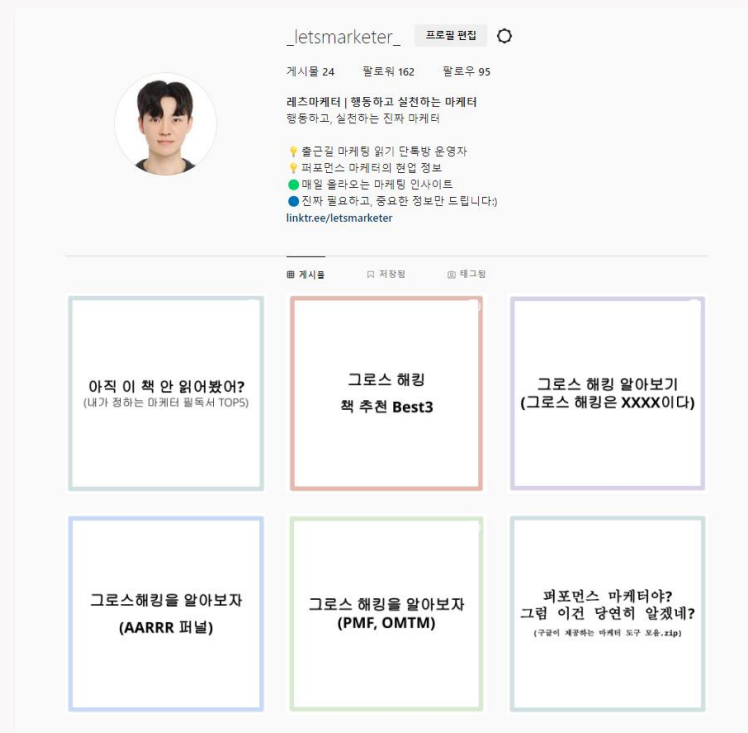 _letsmarketer_ 프로필 편집
게시물 24 팔로워 162 팔로우 95
레츠마케터 | 행동하고 실천하는 마케터
행동하고, 실천하는 진짜 마케터
💡 출근길 마케팅 읽기 단톡방 운영자
💡 퍼포먼스 마케터의 현업 정보
🟢 매일 올라오는 마케팅 인사이트
🔵 진짜 필요하고, 중요한 정보만 드립니다:)
linktr.ee/letsmarketer
게시물 저장됨 태그됨
아직 이 책 안 읽어봤어?
(내가 정하는 마케터 필독서 TOP5)
그로스 해킹
책 추천 Best3
그로스 해킹 알아보기
(그로스 해킹은 XXXX이다)
그로스해킹을 알아보자
(AARRR 퍼널)
그로스 해킹을 알아보자
(PMF, OMTM)
퍼포먼스 마케터야?
그럼 이건 당연히 알겠네?
(구글이 제공하는 마케터 도구 모음.zip)